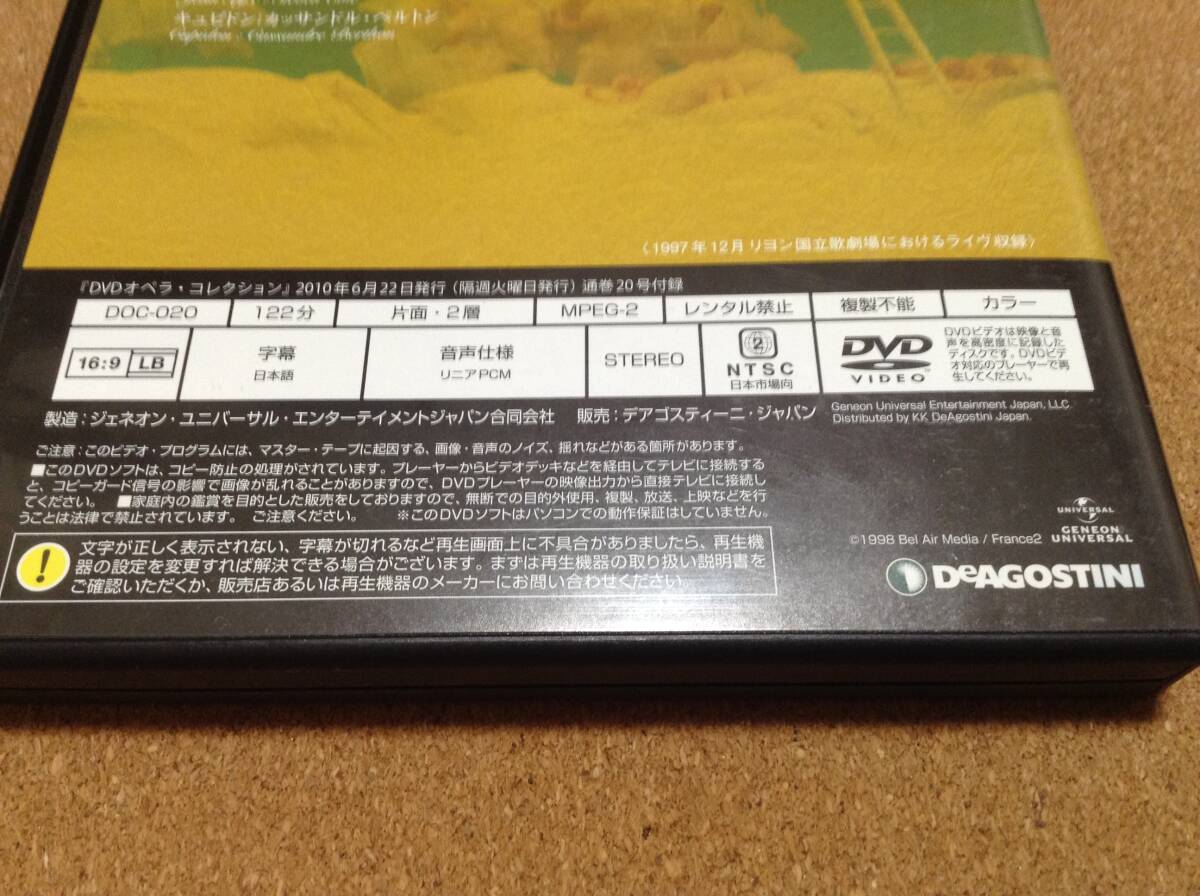 キュピドン/カッサンドル・ベルトン
〈1997年12月 リヨン国立歌劇場におけるライヴ収録〉
『DVDオペラ・コレクション』2010年6月22日発行（隔週火曜日発行）通巻20号付録
DOC-020 122分 片面・2層 MPEG-2 レンタル禁止 複製不能 カラー
16:9 LB
字幕
日本語
音声仕様
リニアPCM
STEREO
2
NTSC
日本市場向
DVD
VIDEO
DVDビデオは映像と音
声を高密度に記録した
ディスクです。DVDビデ
オ対応のプレーヤーで再
生してください。
製造：ジェネオン・ユニバーサル・エンターテイメントジャパン合同会社 販売：デアゴスティーニ・ジャパン
Geneon Universal Entertainment Japan, LLC.
Distributed by KK DeAgostini Japan.
ご注意：このビデオ・プログラムには、マスター・テープに起因する、画像・音声のノイズ、揺れなどがある箇所があります。
■このDVDソフトは、コピー防止の処理がされています。プレーヤーからビデオデッキなどを経由してテレビに接続する
と、コピーガード信号の影響で画像が乱れることがありますので、DVDプレーヤーの映像出力から直接テレビに接続し
てください。 ■家庭内の鑑賞を目的とした販売をしておりますので、無断での目的外使用、複製、放送、上映などを行
うことは法律で禁止されています。 ご注意ください。 ※このDVDソフトはパソコンでの動作保証はしていません。
! 文字が正しく表示されない、字幕が切れるなど再生画面上に不具合がありましたら、再生機
器の設定を変更すれば解決できる場合がございます。まずは再生機器の取り扱い説明書を
ご確認いただくか、販売店あるいは再生機器のメーカーにお問い合わせください。
UNIVERSAL
GENEON
UNIVERSAL
©1998 Bel Air Media / France2
DeAGOSTINI